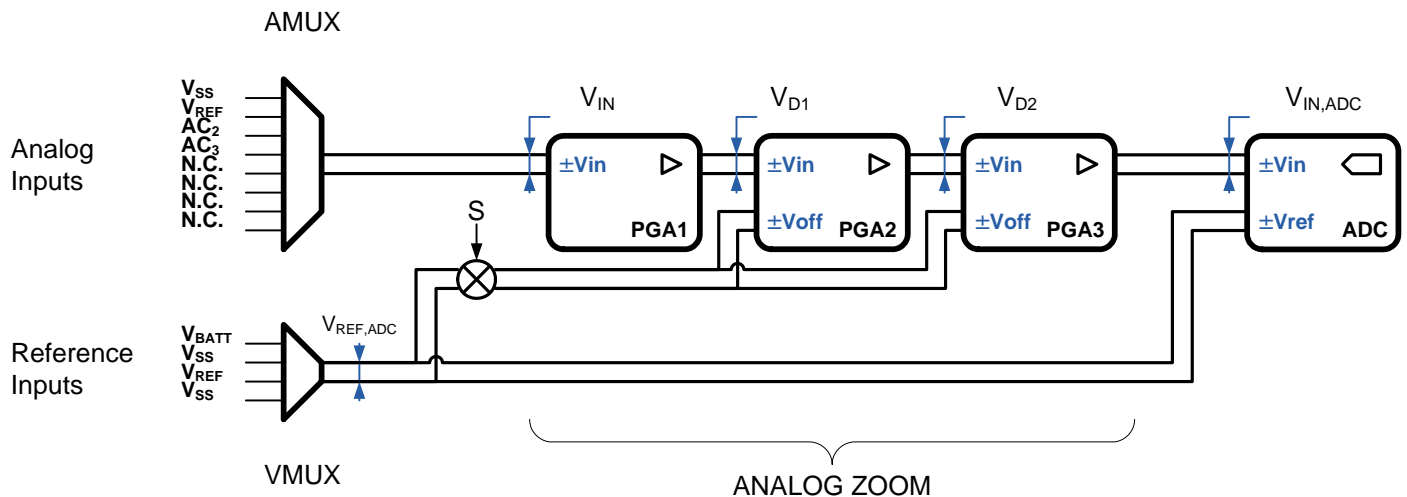 AMUX
Analog
Inputs
VSS
VREF
AC2
AC3
N.C.
N.C.
N.C.
N.C.
VIN
VD1
VD2
VIN,ADC
±Vin
PGA1
±Vin
±Voff
PGA2
±Vin
±Voff
PGA3
±Vin
±Vref
ADC
S
Reference
Inputs
VBATT
VSS
VREF
VSS
VREF,ADC
VMUX
ANALOG ZOOM